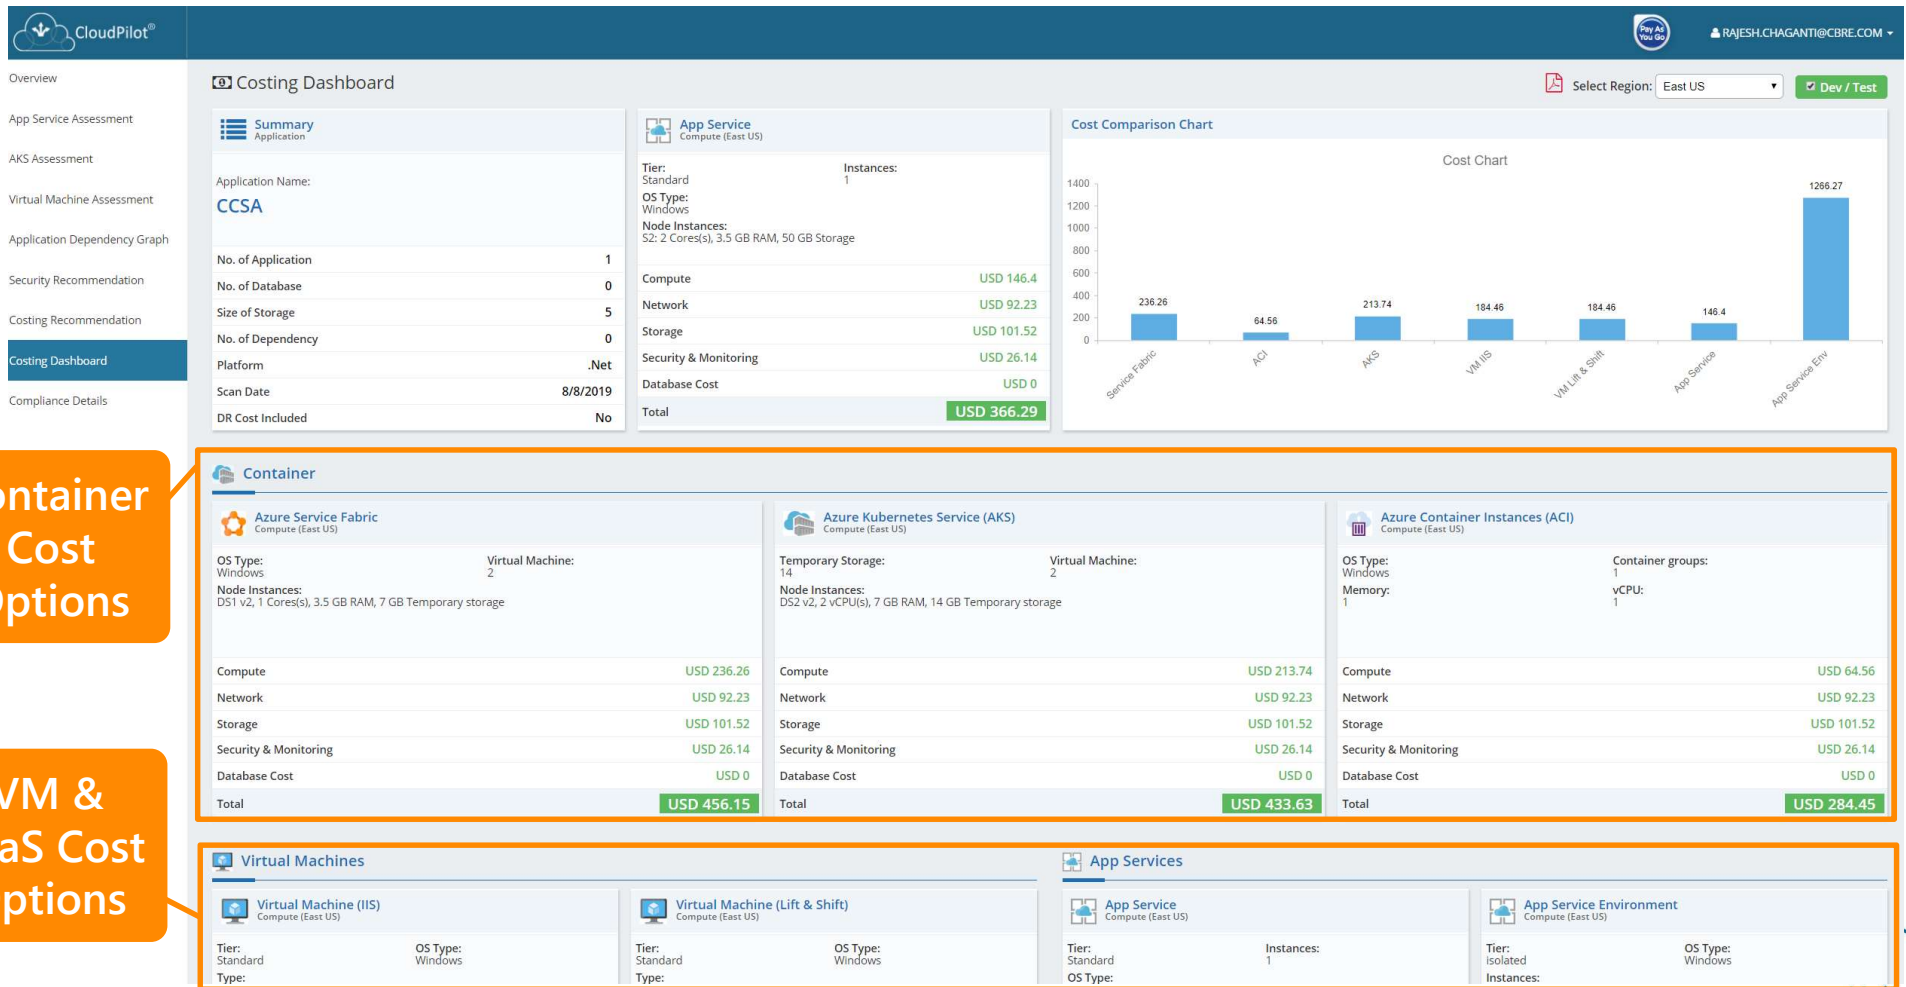 CloudPilot®
Pay As You Go
RAJESH.CHAGANTI@CBRE.COM
Overview
App Service Assessment
AKS Assessment
Virtual Machine Assessment
Application Dependency Graph
Security Recommendation
Costing Recommendation
Costing Dashboard
Compliance Details
Costing Dashboard
Select Region: East US
Dev / Test
Summary
Application
Application Name:
CCSA
No. of Application 1
No. of Database 0
Size of Storage 5
No. of Dependency 0
Platform .Net
Scan Date 8/8/2019
DR Cost Included No
App Service
Compute (East US)
Tier: Instances:
Standard 1
OS Type:
Windows
Node Instances:
S2: 2 Cores(s), 3.5 GB RAM, 50 GB Storage
Compute USD 146.4
Network USD 92.23
Storage USD 101.52
Security & Monitoring USD 26.14
Database Cost USD 0
Total USD 366.29
Cost Comparison Chart
Cost Chart
1400
1200
1000
800
600
400
200
0
236.26 64.56 213.74 184.46 184.46 146.4 1266.27
Service Fabric ACI AKS VM IIS VM Lift & Shift App Service App Service Env
ontainer
Cost
ptions
Container
Azure Service Fabric
Compute (East US)
OS Type: Virtual Machine:
Windows 2
Node Instances:
DS1 v2, 1 Cores(s), 3.5 GB RAM, 7 GB Temporary storage
Compute USD 236.26
Network USD 92.23
Storage USD 101.52
Security & Monitoring USD 26.14
Database Cost USD 0
Total USD 456.15
Azure Kubernetes Service (AKS)
Compute (East US)
Temporary Storage: Virtual Machine:
14 2
Node Instances:
DS2 v2, 2 vCPU(s), 7 GB RAM, 14 GB Temporary storage
Compute USD 213.74
Network USD 92.23
Storage USD 101.52
Security & Monitoring USD 26.14
Database Cost USD 0
Total USD 433.63
Azure Container Instances (ACI)
Compute (East US)
OS Type: Container groups:
Windows 1
Memory: vCPU:
1 1
Compute USD 64.56
Network USD 92.23
Storage USD 101.52
Security & Monitoring USD 26.14
Database Cost USD 0
Total USD 284.45
VM &
aS Cost
ptions
Virtual Machines
Virtual Machine (IIS)
Compute (East US)
Tier: OS Type:
Standard Windows
Type:
Virtual Machine (Lift & Shift)
Compute (East US)
Tier: OS Type:
Standard Windows
Type:
App Services
App Service
Compute (East US)
Tier: Instances:
Standard 1
OS Type:
App Service Environment
Compute (East US)
Tier: OS Type:
isolated Windows
Instances: